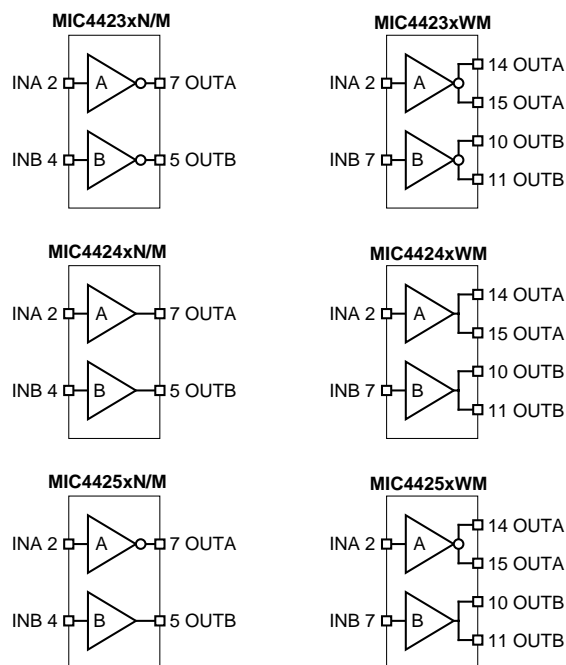 MIC4423xN/M
INA 2 A 7 OUTA
INB 4 B 5 OUTB
MIC4423xWM
INA 2 A 14 OUTA
15 OUTA
INB 7 B 10 OUTB
11 OUTB
MIC4424xN/M
INA 2 A 7 OUTA
INB 4 B 5 OUTB
MIC4424xWM
INA 2 A 14 OUTA
15 OUTA
INB 7 B 10 OUTB
11 OUTB
MIC4425xN/M
INA 2 A 7 OUTA
INB 4 B 5 OUTB
MIC4425xWM
INA 2 A 14 OUTA
15 OUTA
INB 7 B 10 OUTB
11 OUTB